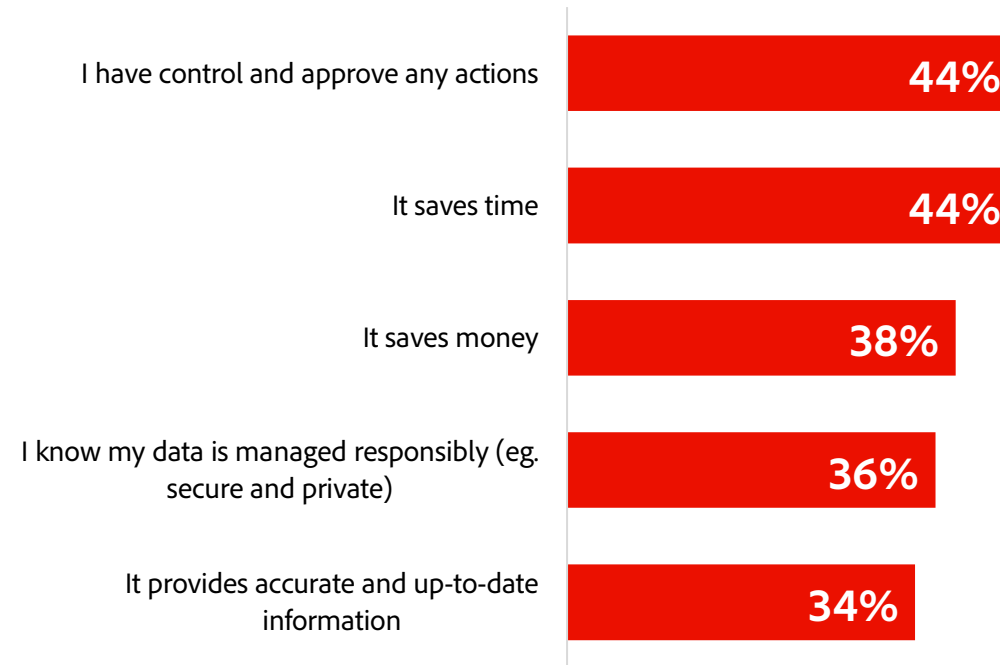 I have control and approve any actions
44%
It saves time
44%
It saves money
38%
I know my data is managed responsibly (eg.
secure and private)
36%
It provides accurate and up-to-date
information
34%